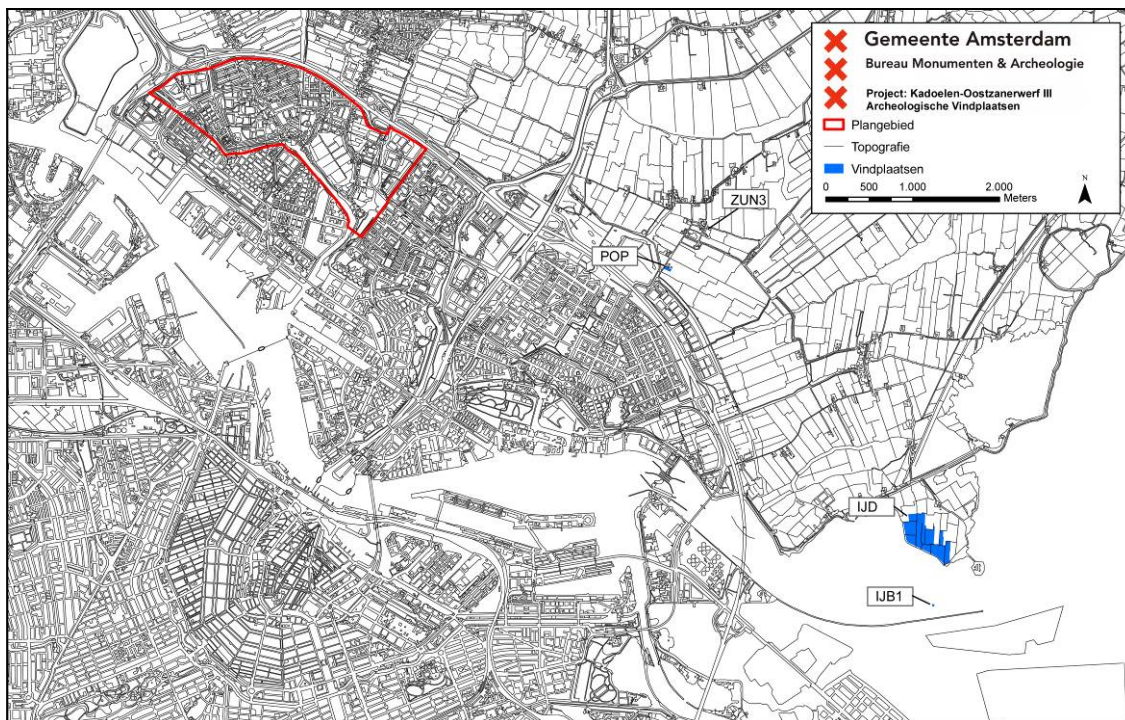 Gemeente Amsterdam
Bureau Monumenten & Archeologie
Project: Kadoelen-Oostzanerwerf III
Archeologische Vindplaatsen
Plangebied
Topografie
Vindplaatsen
0 500 1.000 2.000
Meters
N
ZUN3
POP
IJD
IJB1